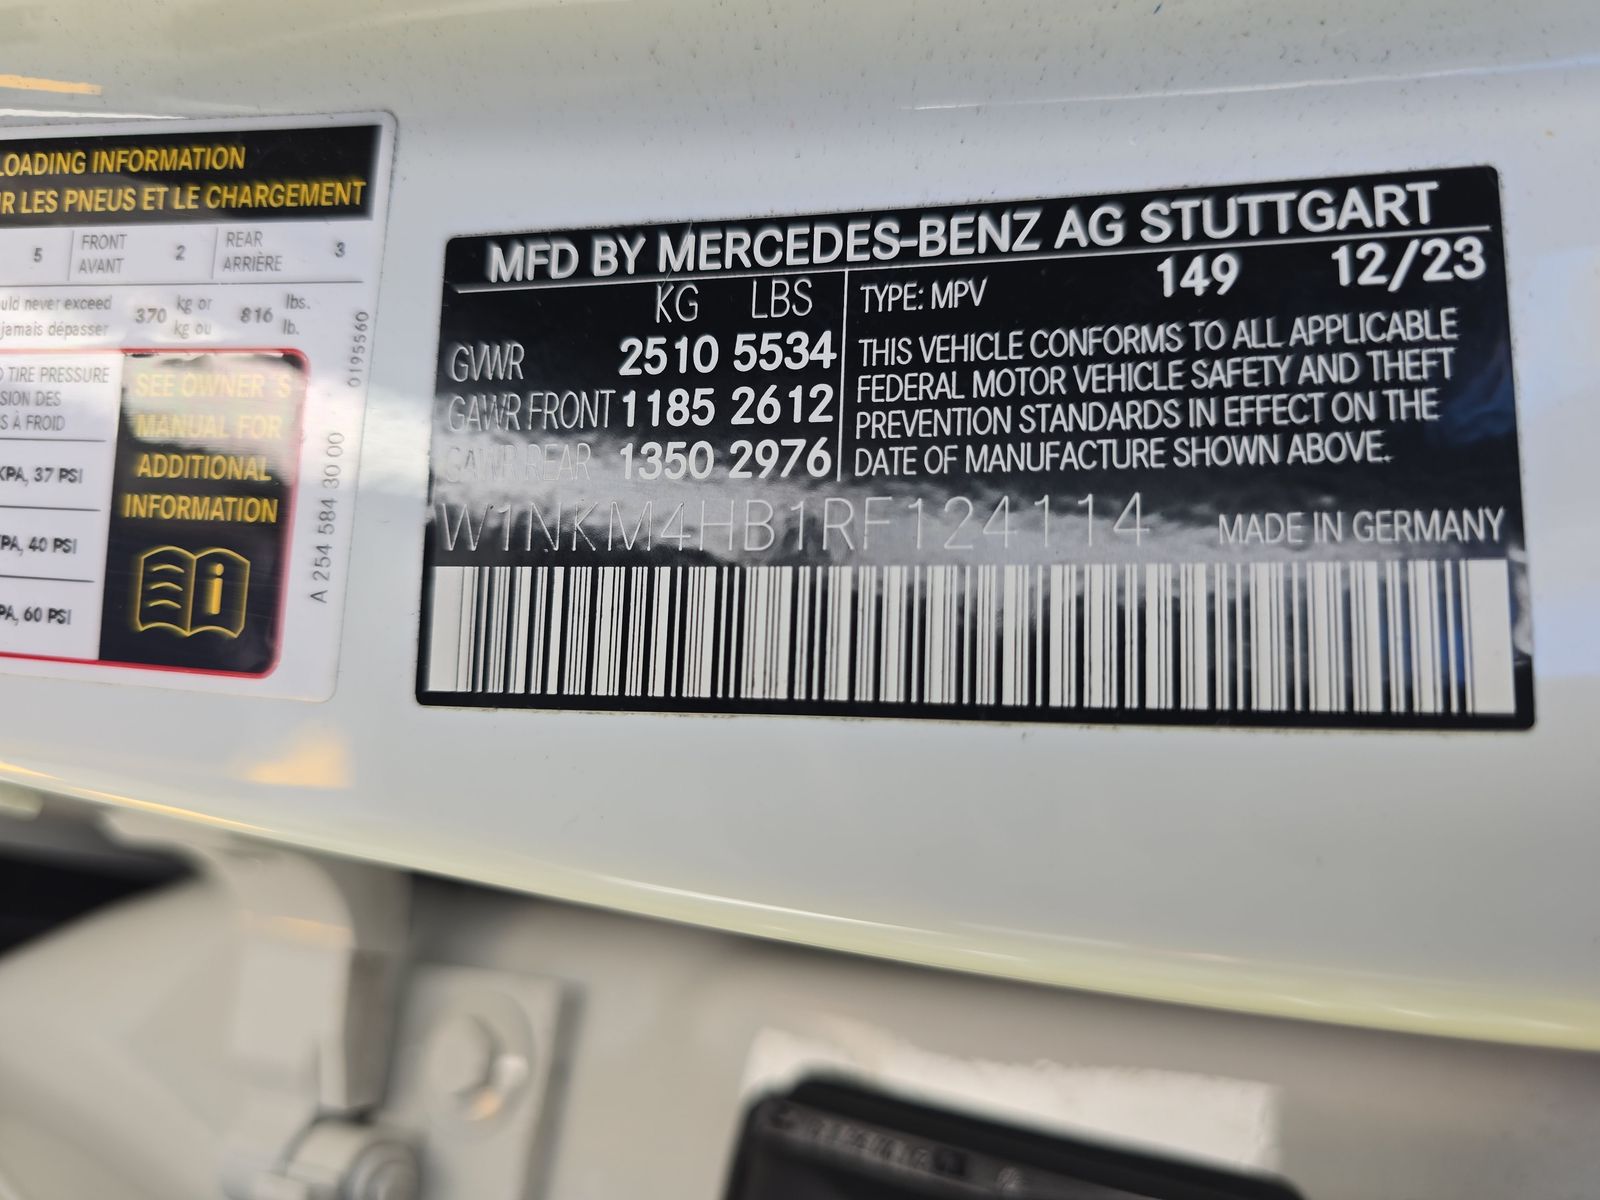 LOADING INFORMATION
R LES PNEUS ET LE CHARGEMENT
5 FRONT AVANT 2 REAR ARRIÈRE 3
uld never exceed 370 kg or 816 lbs.
jamais dépasser kg ou lb.
TIRE PRESSURE
SION DES
S À FROID
KPA, 37 PSI
PA, 40 PSI
PA, 60 PSI
SEE OWNER'S
MANUAL FOR
ADDITIONAL
INFORMATION
0195560
A 254 584 30 00
MFD BY MERCEDES-BENZ AG STUTTGART
KG LBS
GVWR 2510 5534
GAWR FRONT 1185 2612
GAWR REAR 1350 2976
TYPE: MPV 149 12/23
THIS VEHICLE CONFORMS TO ALL APPLICABLE
FEDERAL MOTOR VEHICLE SAFETY AND THEFT
PREVENTION STANDARDS IN EFFECT ON THE
DATE OF MANUFACTURE SHOWN ABOVE.
W1NKM4HB1RF124114 MADE IN GERMANY